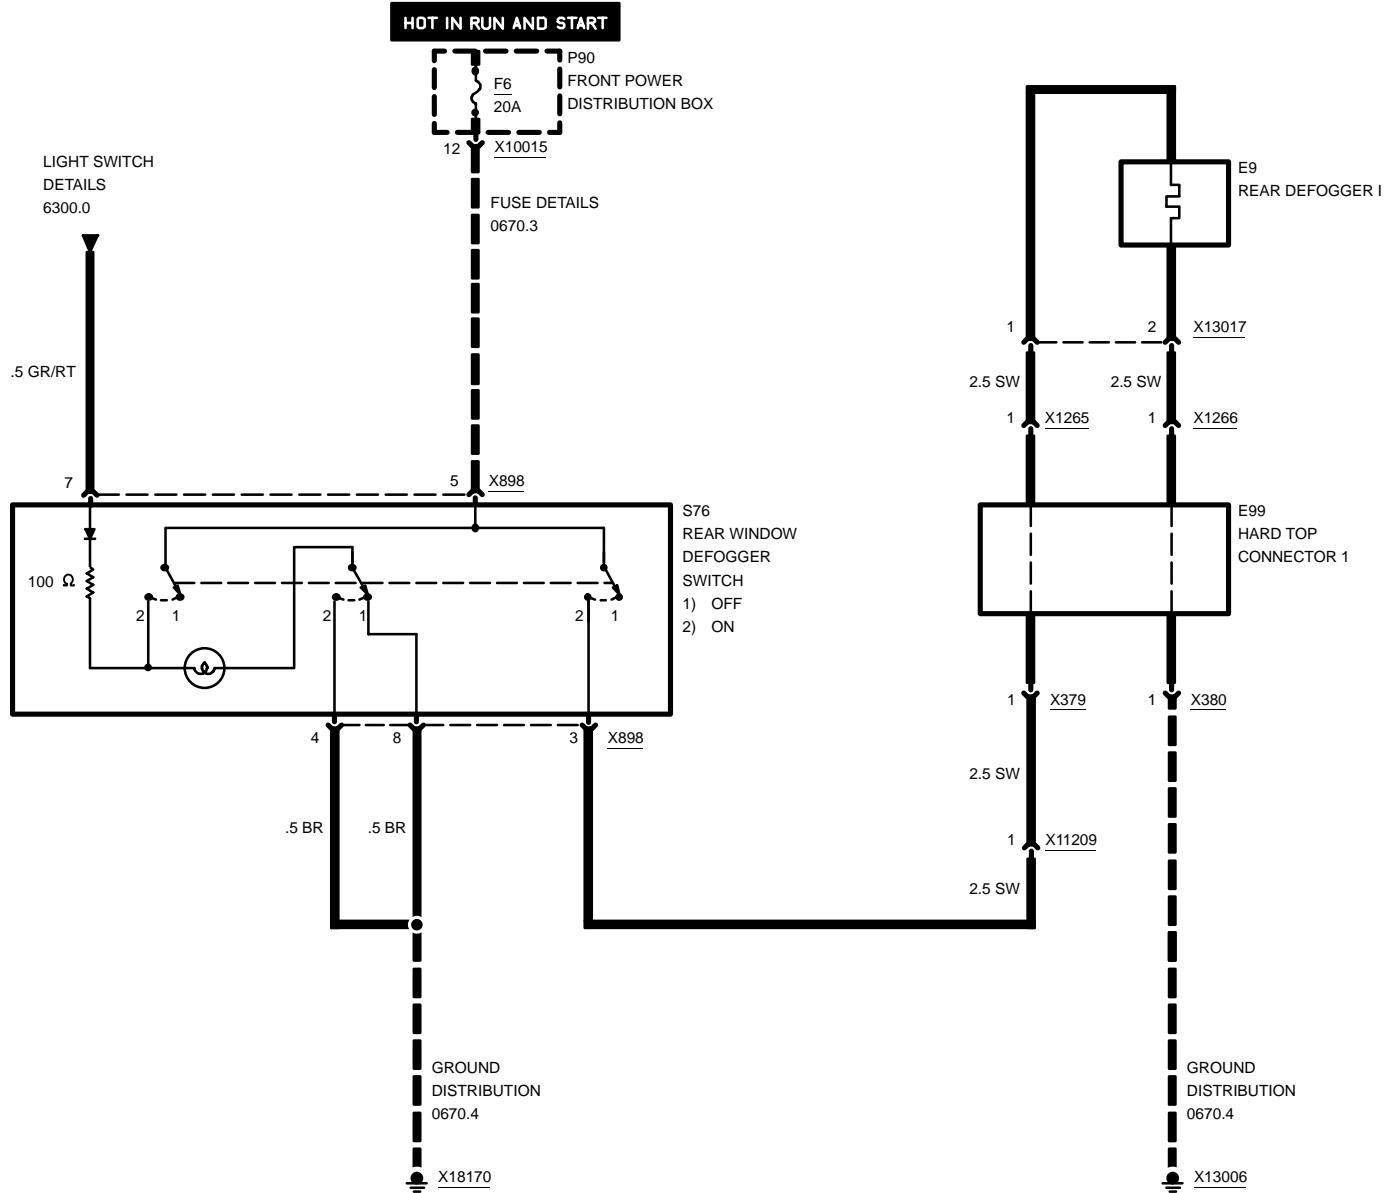 HOT IN RUN AND START
P90
FRONT POWER
DISTRIBUTION BOX
F6
20A
12
X10015
FUSE DETAILS
0670.3
LIGHT SWITCH
DETAILS
6300.0
.5 GR/RT
E9
REAR DEFOGGER I
1
2
X13017
2.5 SW
2.5 SW
1
X1265
1
X1266
7
5
X898
S76
REAR WINDOW
DEFOGGER
SWITCH
1) OFF
2) ON
100 Ω
2
1
2
1
2
1
E99
HARD TOP
CONNECTOR 1
4
8
3
X898
1
X379
1
X380
2.5 SW
.5 BR
.5 BR
1
X11209
2.5 SW
GROUND
DISTRIBUTION
0670.4
X18170
GROUND
DISTRIBUTION
0670.4
X13006